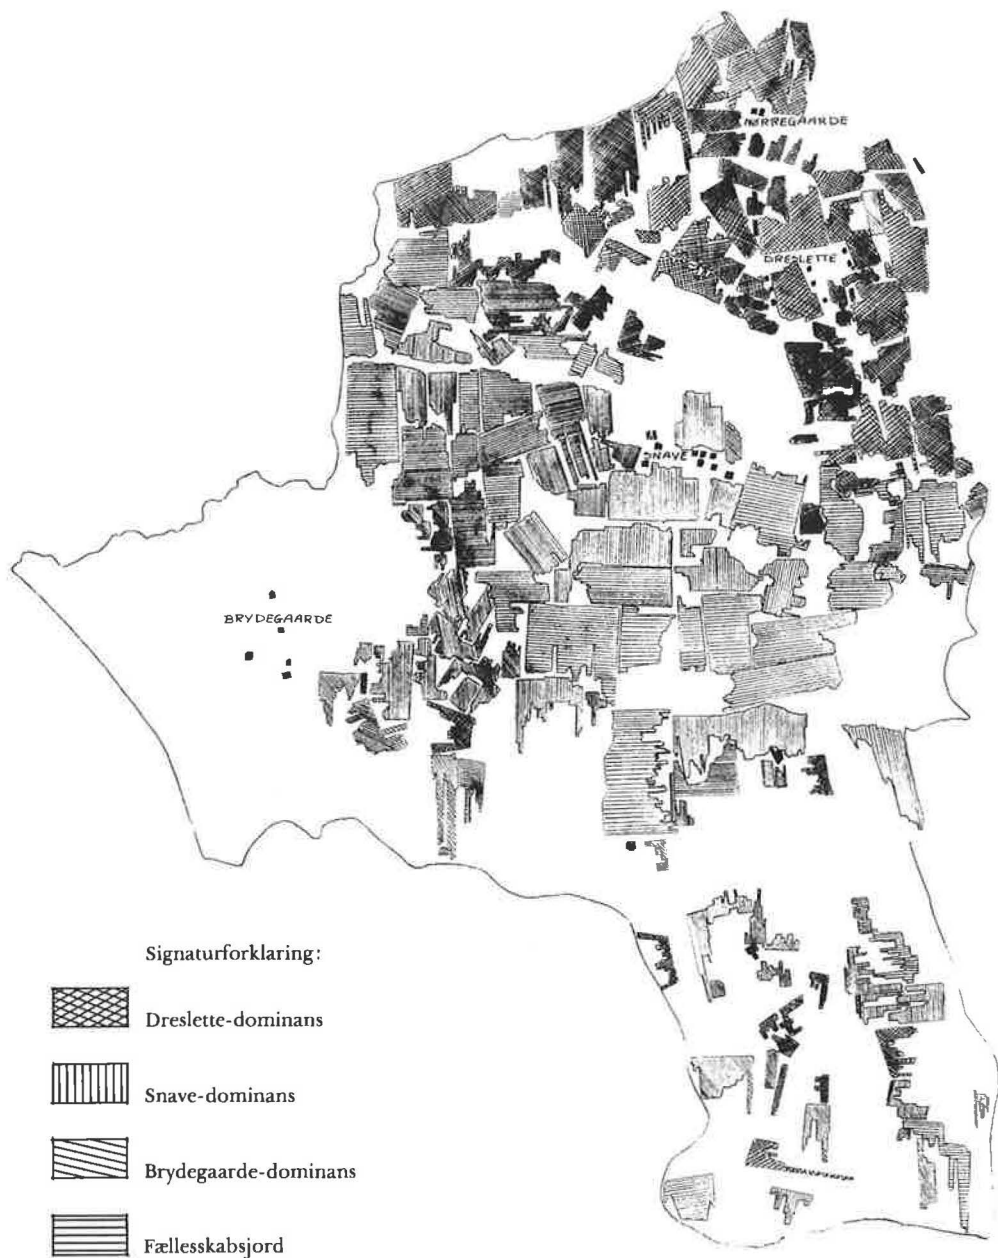 NØRREGAARDE
DRESLETTE
SNAVE
BRYDEGAARDE
Signaturforklaring:
Dreslette-dominans
Snave-dominans
Brydegaarde-dominans
Fællesskabsjord